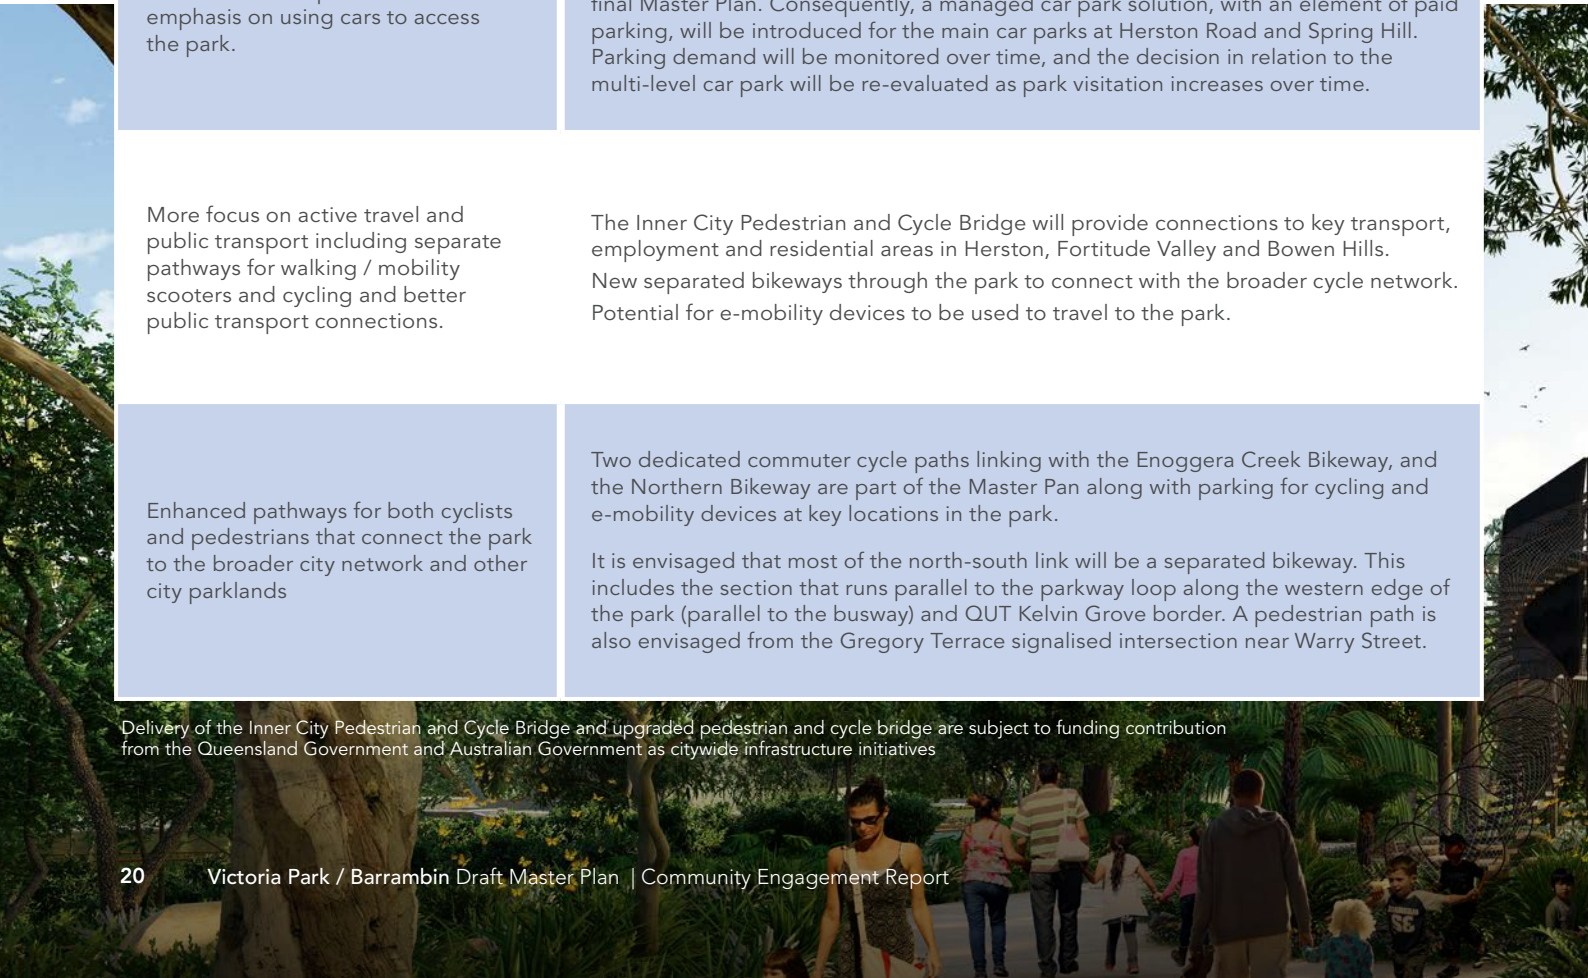 emphasis on using cars to access
the park.
final Master Plan. Consequently, a managed car park solution, with an element of paid
parking, will be introduced for the main car parks at Herston Road and Spring Hill.
Parking demand will be monitored over time, and the decision in relation to the
multi-level car park will be re-evaluated as park visitation increases over time.
More focus on active travel and
public transport including separate
pathways for walking / mobility
scooters and cycling and better
public transport connections.
The Inner City Pedestrian and Cycle Bridge will provide connections to key transport,
employment and residential areas in Herston, Fortitude Valley and Bowen Hills.
New separated bikeways through the park to connect with the broader cycle network.
Potential for e-mobility devices to be used to travel to the park.
Enhanced pathways for both cyclists
and pedestrians that connect the park
to the broader city network and other
city parklands
Two dedicated commuter cycle paths linking with the Enoggera Creek Bikeway, and
the Northern Bikeway are part of the Master Pan along with parking for cycling and
e-mobility devices at key locations in the park.
It is envisaged that most of the north-south link will be a separated bikeway. This
includes the section that runs parallel to the parkway loop along the western edge of
the park (parallel to the busway) and QUT Kelvin Grove border. A pedestrian path is
also envisaged from the Gregory Terrace signalised intersection near Warry Street.
Delivery of the Inner City Pedestrian and Cycle Bridge and upgraded pedestrian and cycle bridge are subject to funding contribution
from the Queensland Government and Australian Government as citywide infrastructure initiatives
20 Victoria Park / Barrambin Draft Master Plan | Community Engagement Report